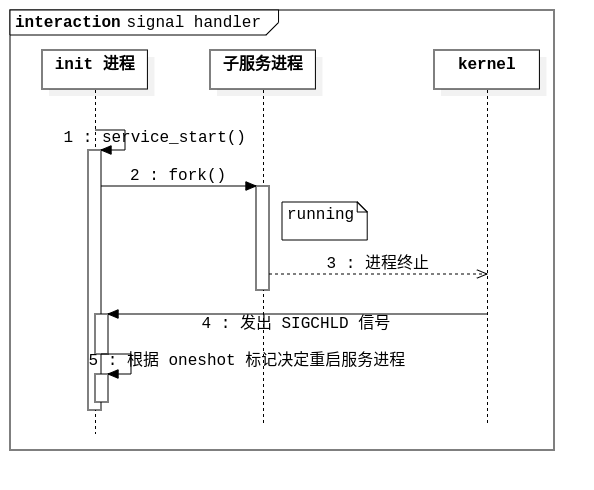 interaction signal handler
init 进程
子服务进程
kernel
1 : service_start()
2 : fork()
running
3 : 进程终止
4 : 发出 SIGCHLD 信号
5 : 根据 oneshot 标记决定重启服务进程